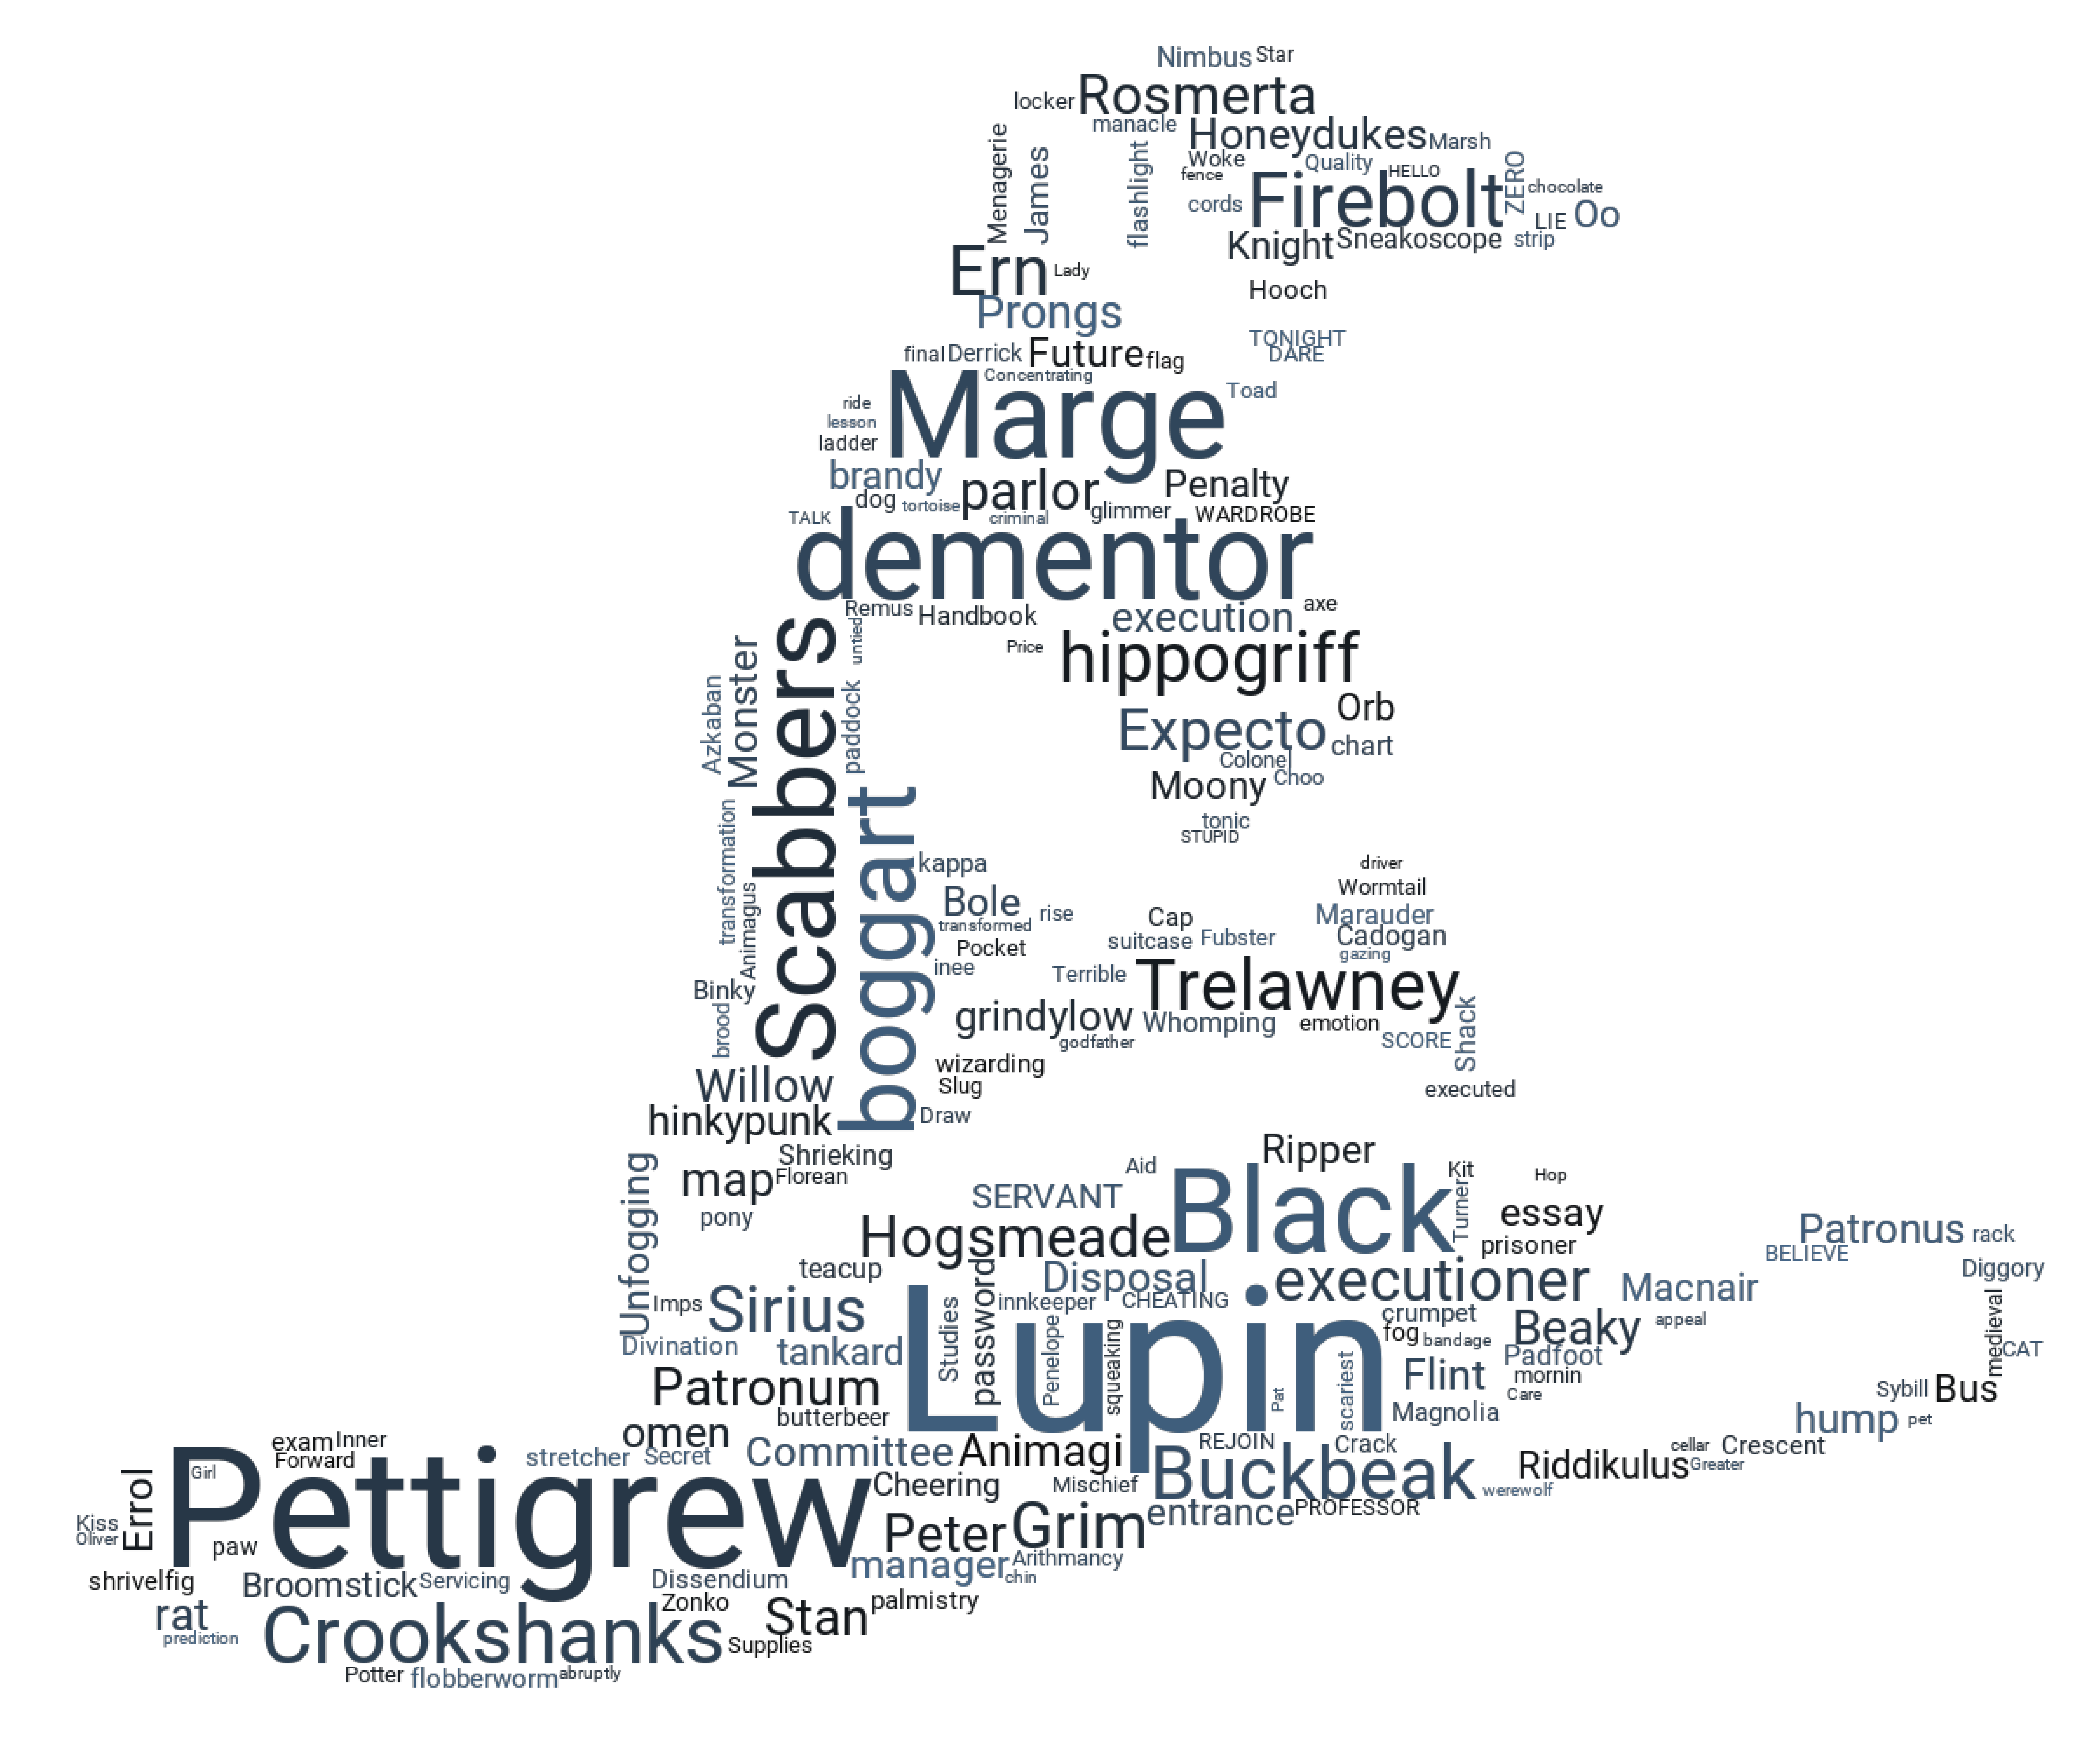 Nimbus Star
locker Rosmerta
manacle Honeydukes Marsh
Menagerie James flashlight Woke Quality HELLO ZERO
fence Firebolt chocolate
cords LIE Oo
Knight Sneakoscope strip
Ern Lady
Hooch
Prongs
TONIGHT
final Derrick Future flag DARE
Concentrating
Marge Toad
ride
lesson
ladder
brandy parlor Penalty
dog tortoise glimmer
TALK criminal WARDROBE
dementor
Remus Handbook execution axe
untied Price hippogriff
Scabbers
Monster
Azkaban paddock Orb
Expecto chart
Colonel
Moony Choo
boggart
transformation tonic
STUPID
kappa driver
Animagus Bole Wormtail
transformed rise Cap Marauder
Pocket suitcase Fubster Cadogan
inee gazing
Terrible Trelawney
Binky
brood grindylow Whomping emotion Shack
godfather SCORE
wizarding
Willow Slug executed
hinkypunk Draw
Unfogging Shrieking Aid Ripper
map Florean SERVANT Black Kit Hop
pony Turner essay
Hogsmeade prisoner Patronus rack
teacup password Disposal executioner BELIEVE
Imps Sirius Studies innkeeper CHEATING Macnair Diggory
Lupin crumpet Beaky appeal medieval
Divination tankard Penelope squeaking fog bandage Padfoot CAT
Patronum Pat scariest Flint mornin Sybill Bus
butterbeer Care
omen Magnolia hump pet
exam Inner stretcher Secret Committee Animagi REJOIN Crack cellar Crescent
Forward Riddikulus Greater
Girl Pettigrew Cheering Mischief Buckbeak werewolf
Errol entrance PROFESSOR
Kiss Peter Grim
Oliver paw
manager Arithmancy
shrivelfig Broomstick Servicing Dissendium chin
rat Zonko Stan palmistry
prediction Crookshanks Supplies
Potter flobberworm abruptly